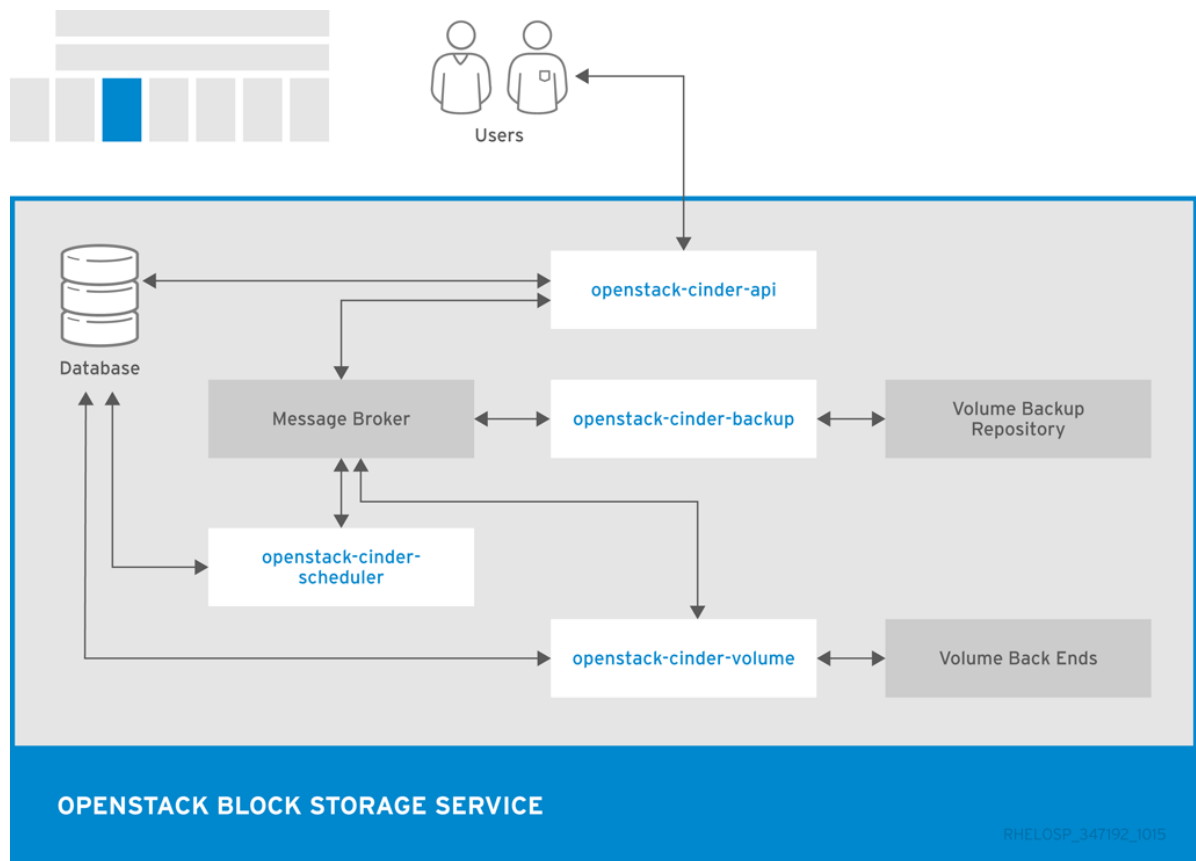 Users
openstack-cinder-api
Database
Message Broker
openstack-cinder-backup
Volume Backup
Repository
openstack-cinder-
scheduler
openstack-cinder-volume
Volume Back Ends
OPENSTACK BLOCK STORAGE SERVICE
RHELOSP_347192_1015